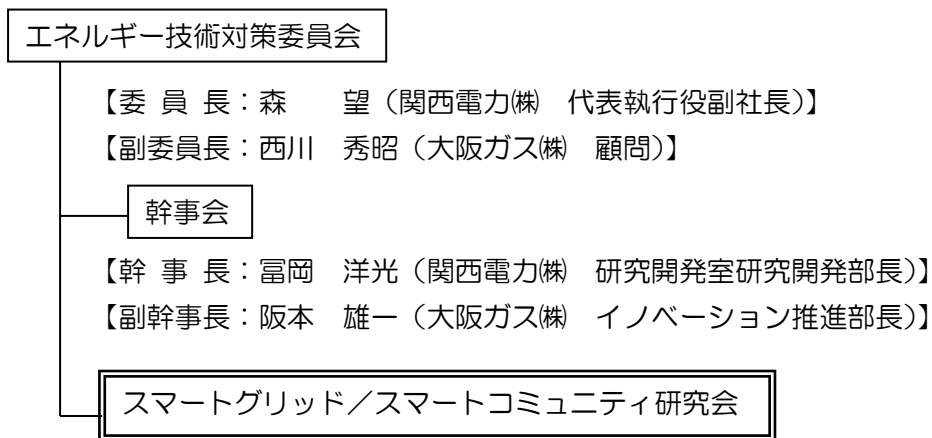 エネルギー技術対策委員会
【委 員 長：森　　望（関西電力㈱　代表執行役副社長）】
【副委員長：西川　秀昭（大阪ガス㈱　顧問）】
幹事会
【幹 事 長：冨岡　洋光（関西電力㈱　研究開発室研究開発部長）】
【副幹事長：阪本　雄一（大阪ガス㈱　イノベーション推進部長）】
スマートグリッド／スマートコミュニティ研究会